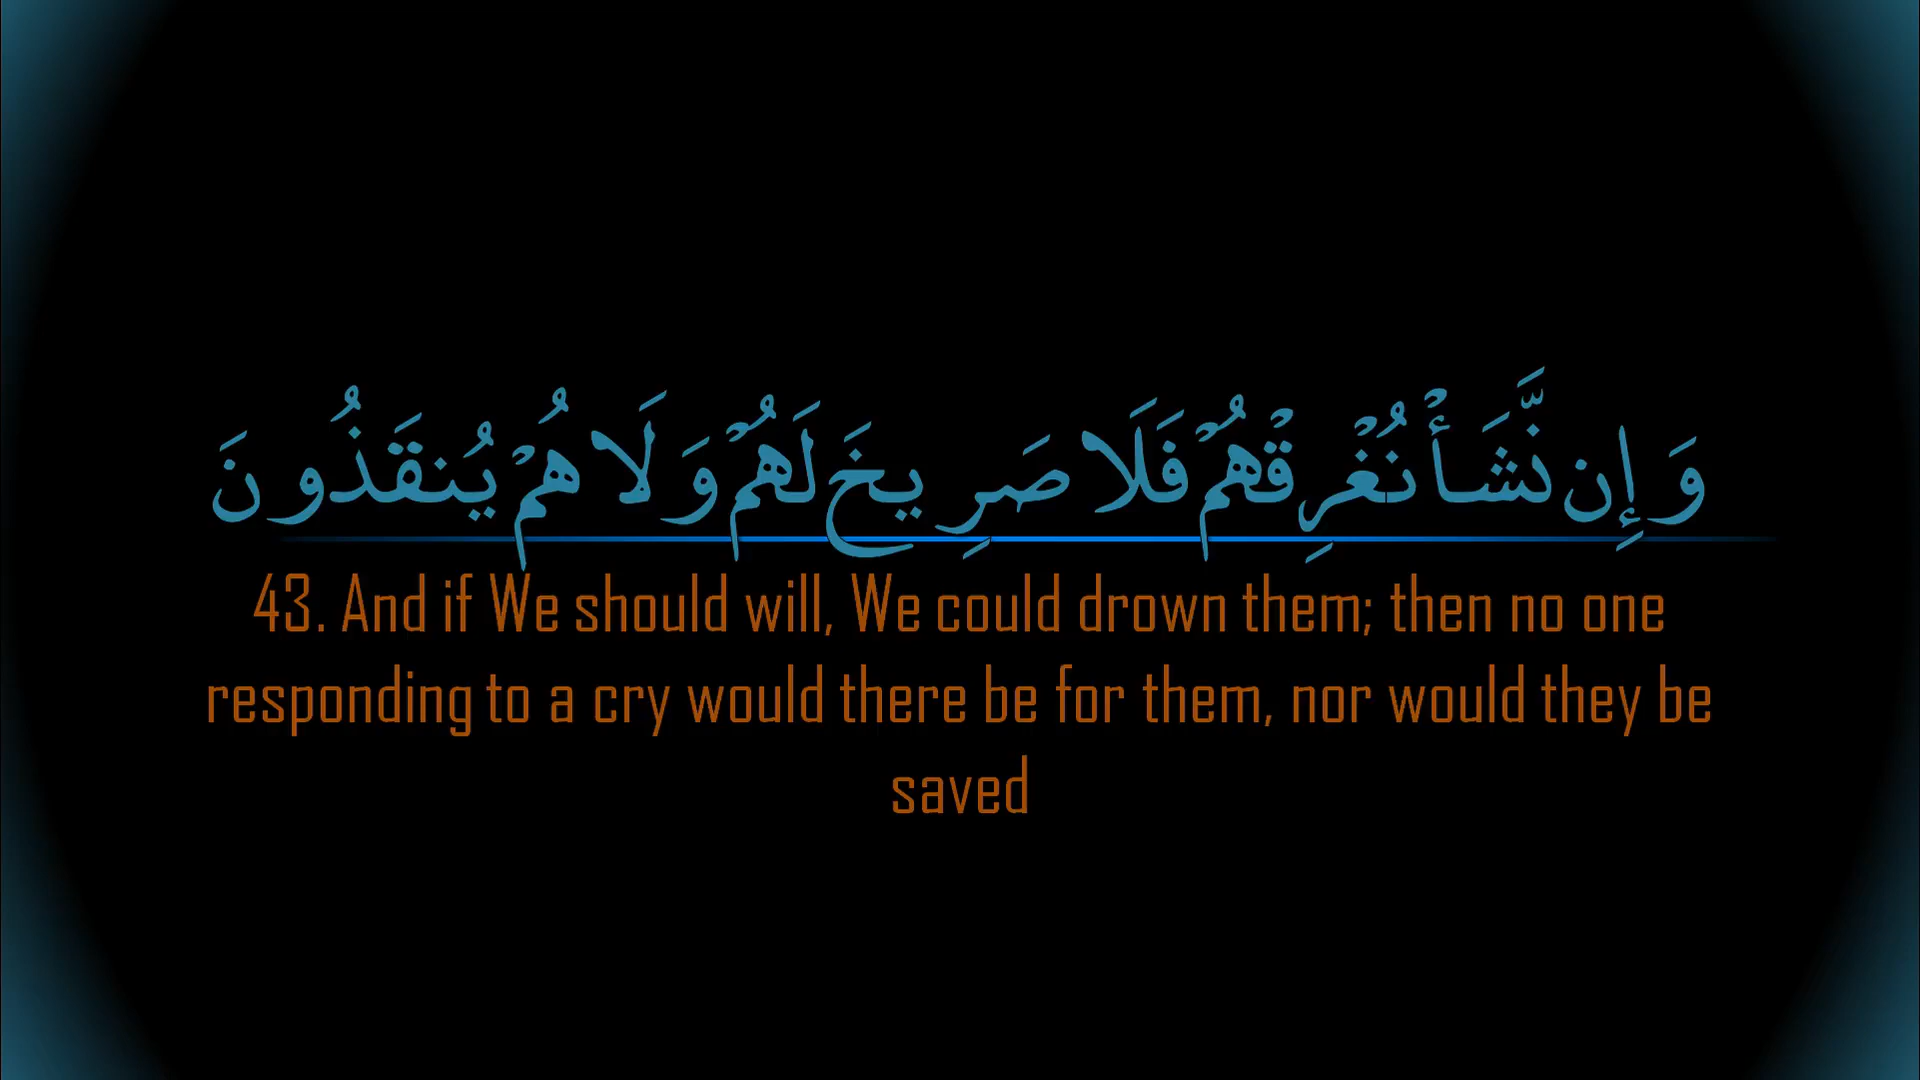 وَإِن نَّشَأْ نُغْرِقْهُمْ فَلَا صَرِيخَ لَهُمْ وَلَا هُمْ يُنقَذُونَ
43. And if We should will, We could drown them; then no one
responding to a cry would there be for them, nor would they be
saved